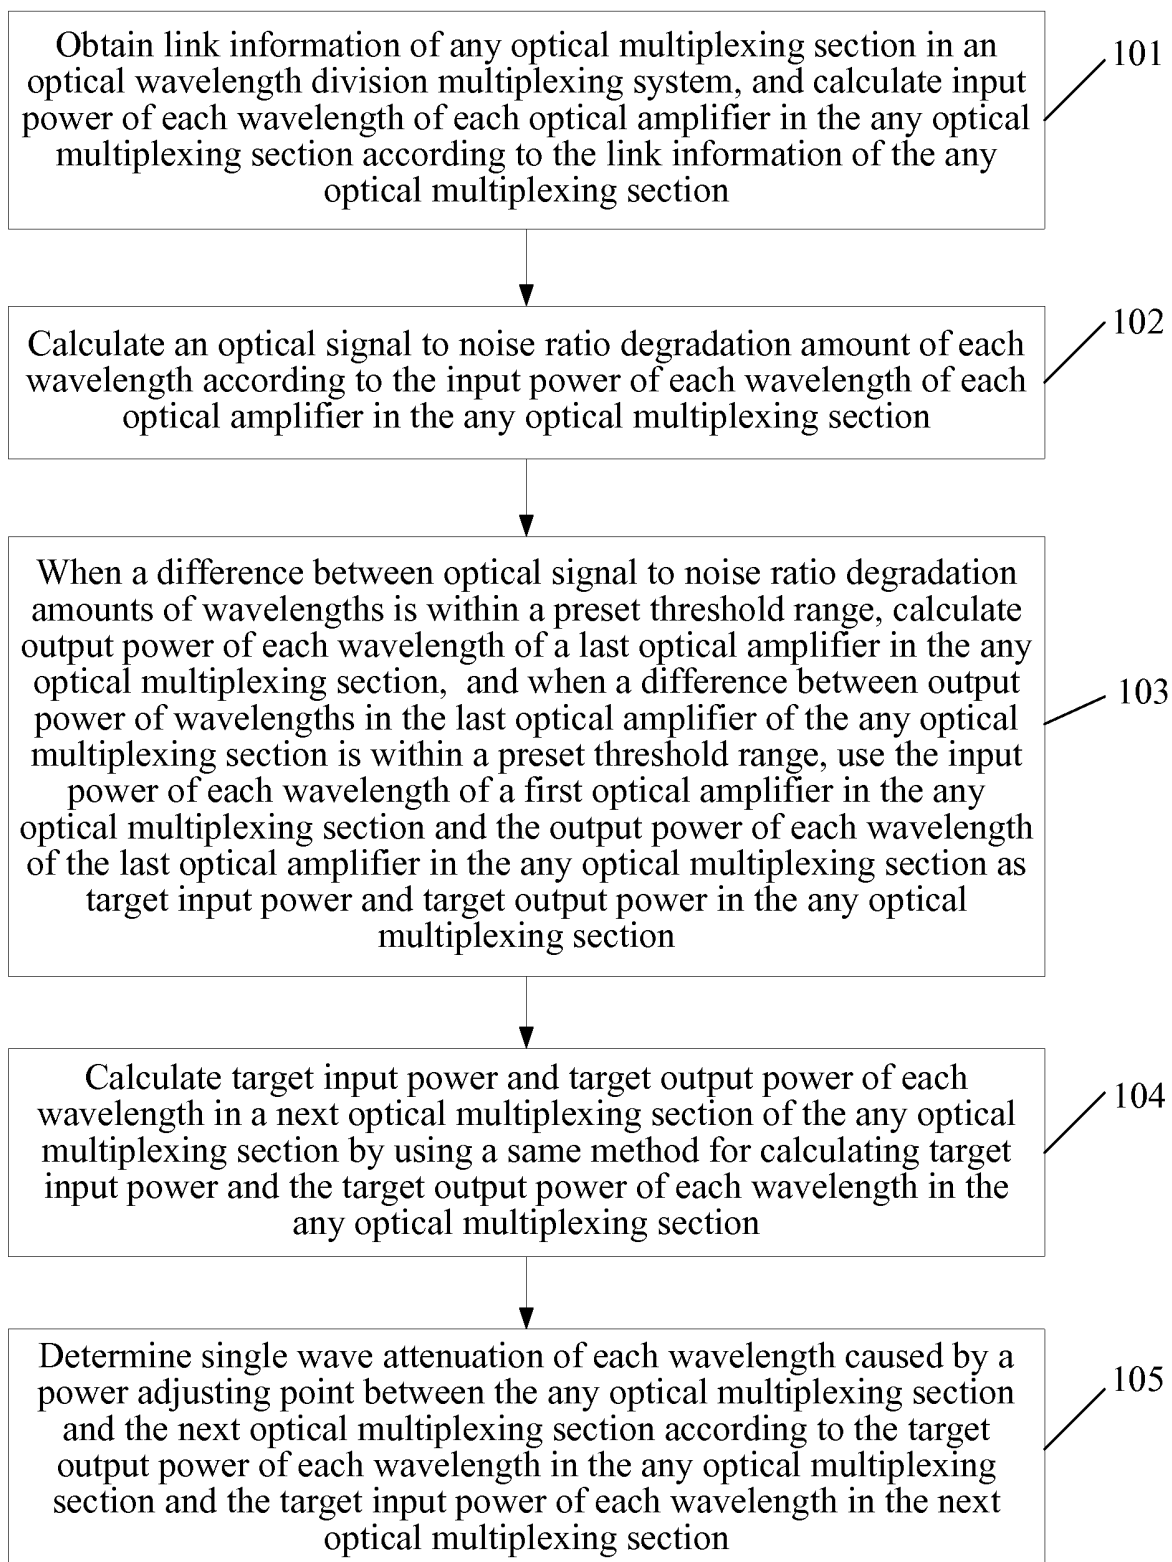 Obtain link information of any optical multiplexing section in an
optical wavelength division multiplexing system, and calculate input
power of each wavelength of each optical amplifier in the any optical
multiplexing section according to the link information of the any
optical multiplexing section
101
Calculate an optical signal to noise ratio degradation amount of each
wavelength according to the input power of each wavelength of each
optical amplifier in the any optical multiplexing section
102
When a difference between optical signal to noise ratio degradation
amounts of wavelengths is within a preset threshold range, calculate
output power of each wavelength of a last optical amplifier in the any
optical multiplexing section, and when a difference between output
power of wavelengths in the last optical amplifier of the any optical
multiplexing section is within a preset threshold range, use the input
power of each wavelength of a first optical amplifier in the any
optical multiplexing section and the output power of each wavelength
of the last optical amplifier in the any optical multiplexing section as
target input power and target output power in the any optical
multiplexing section
103
Calculate target input power and target output power of each
wavelength in a next optical multiplexing section of the any optical
multiplexing section by using a same method for calculating target
input power and the target output power of each wavelength in the
any optical multiplexing section
104
Determine single wave attenuation of each wavelength caused by a
power adjusting point between the any optical multiplexing section
and the next optical multiplexing section according to the target
output power of each wavelength in the any optical multiplexing
section and the target input power of each wavelength in the next
optical multiplexing section
105